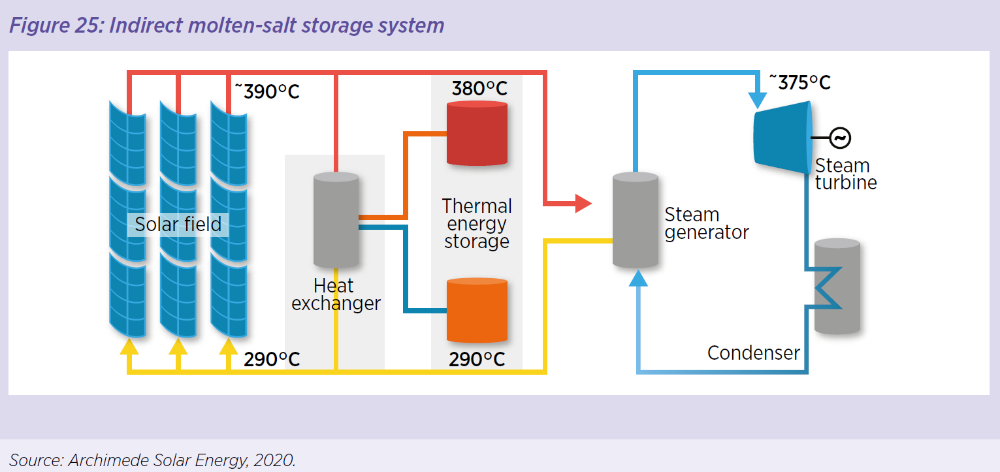 Figure 25: Indirect molten-salt storage system
~390°C
380°C
~375°C
Steam
turbine
Solar field
Thermal
energy
storage
Steam
generator
Heat
exchanger
290°C
290°C
Condenser
Source: Archimede Solar Energy, 2020.